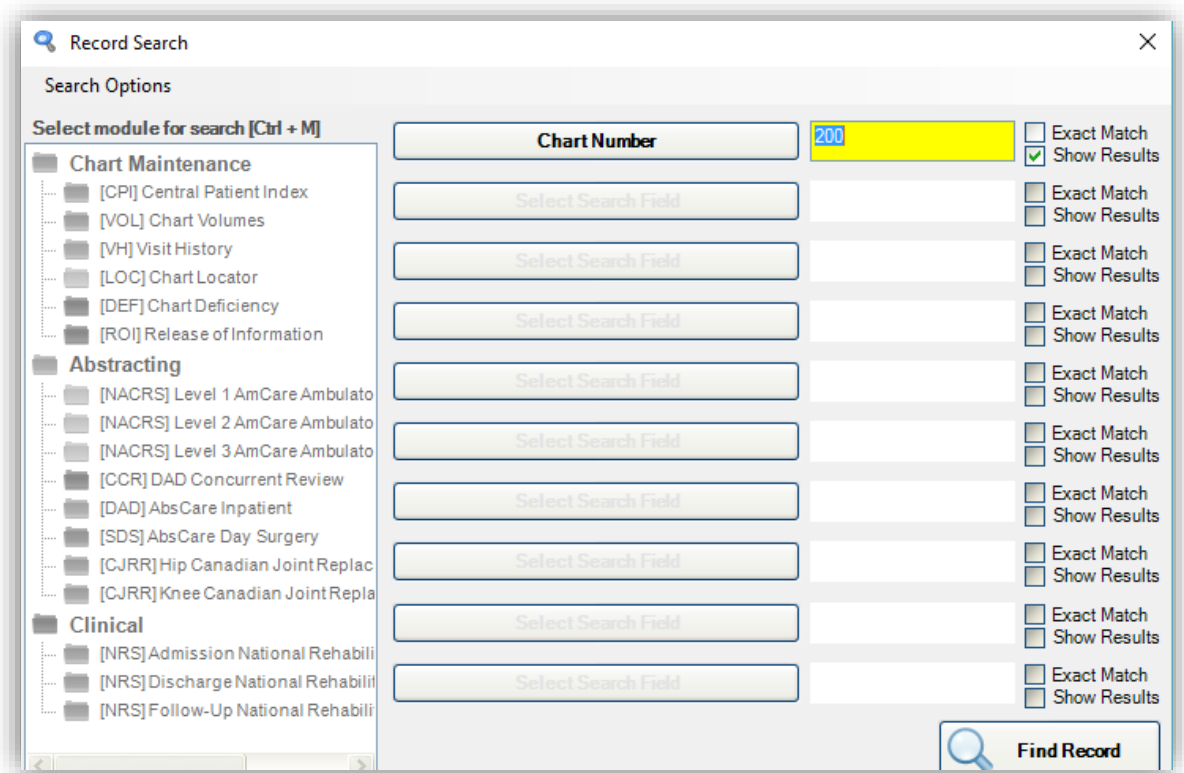 Record Search
Search Options
Select module for search [Ctrl + M]
Chart Maintenance
[CPI] Central Patient Index
[VOL] Chart Volumes
[VH] Visit History
[LOC] Chart Locator
[DEF] Chart Deficiency
[ROI] Release of Information
Abstracting
[NACRS] Level 1 AmCare Ambulato
[NACRS] Level 2 AmCare Ambulato
[NACRS] Level 3 AmCare Ambulato
[CCR] DAD Concurrent Review
[DAD] AbsCare Inpatient
[SDS] AbsCare Day Surgery
[CJRR] Hip Canadian Joint Replac
[CJRR] Knee Canadian Joint Repla
Clinical
[NRS] Admission National Rehabili
[NRS] Discharge National Rehabilit
[NRS] Follow-Up National Rehabili
Chart Number 200 Exact Match
Show Results
Select Search Field Exact Match
Show Results
Select Search Field Exact Match
Show Results
Select Search Field Exact Match
Show Results
Select Search Field Exact Match
Show Results
Select Search Field Exact Match
Show Results
Select Search Field Exact Match
Show Results
Select Search Field Exact Match
Show Results
Select Search Field Exact Match
Show Results
Select Search Field Exact Match
Show Results
Find Record